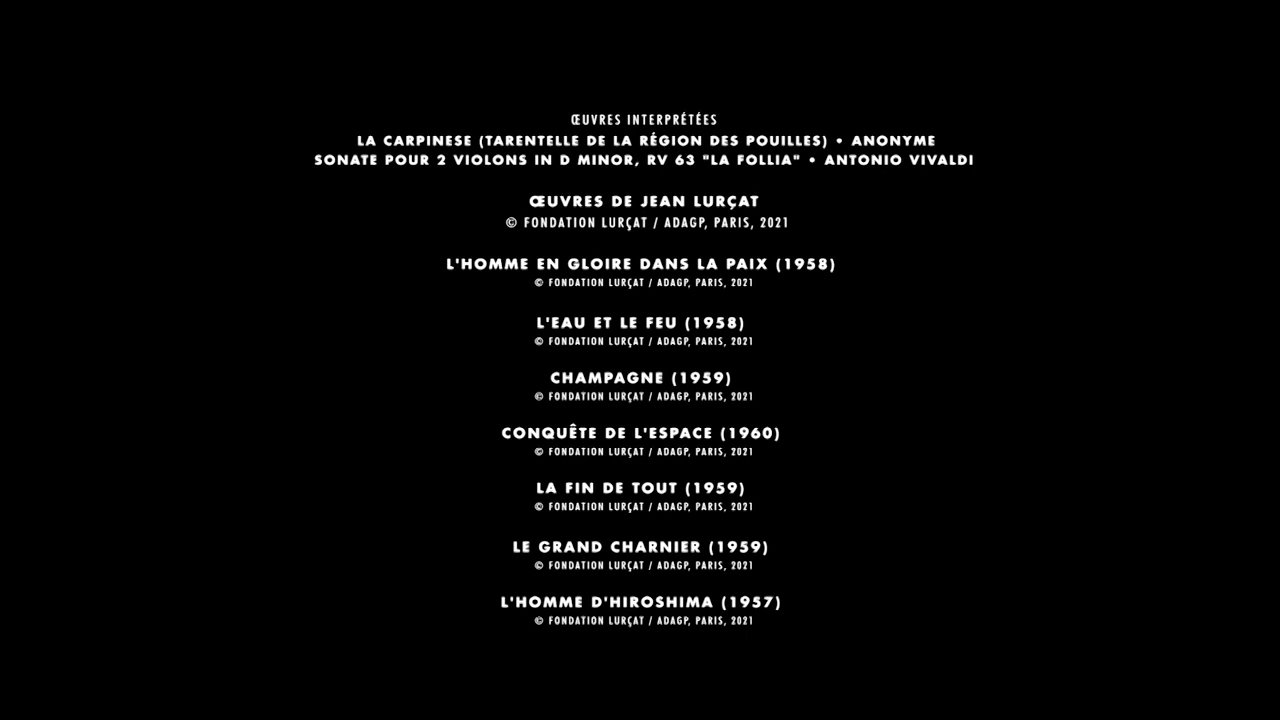 ŒUVRES INTERPRÉTÉES
LA CARPINESE (TARENTELLE DE LA RÉGION DES POUILLES) • ANONYME
SONATE POUR 2 VIOLONS IN D MINOR, RV 63 "LA FOLLIA" • ANTONIO VIVALDI
ŒUVRES DE JEAN LURÇAT
© FONDATION LURÇAT / ADAGP, PARIS, 2021
L'HOMME EN GLOIRE DANS LA PAIX (1958)
© FONDATION LURÇAT / ADAGP, PARIS, 2021
L'EAU ET LE FEU (1958)
© FONDATION LURÇAT / ADAGP, PARIS, 2021
CHAMPAGNE (1959)
© FONDATION LURÇAT / ADAGP, PARIS, 2021
CONQUÊTE DE L'ESPACE (1960)
© FONDATION LURÇAT / ADAGP, PARIS, 2021
LA FIN DE TOUT (1959)
© FONDATION LURÇAT / ADAGP, PARIS, 2021
LE GRAND CHARNIER (1959)
© FONDATION LURÇAT / ADAGP, PARIS, 2021
L'HOMME D'HIROSHIMA (1957)
© FONDATION LURÇAT / ADAGP, PARIS, 2021